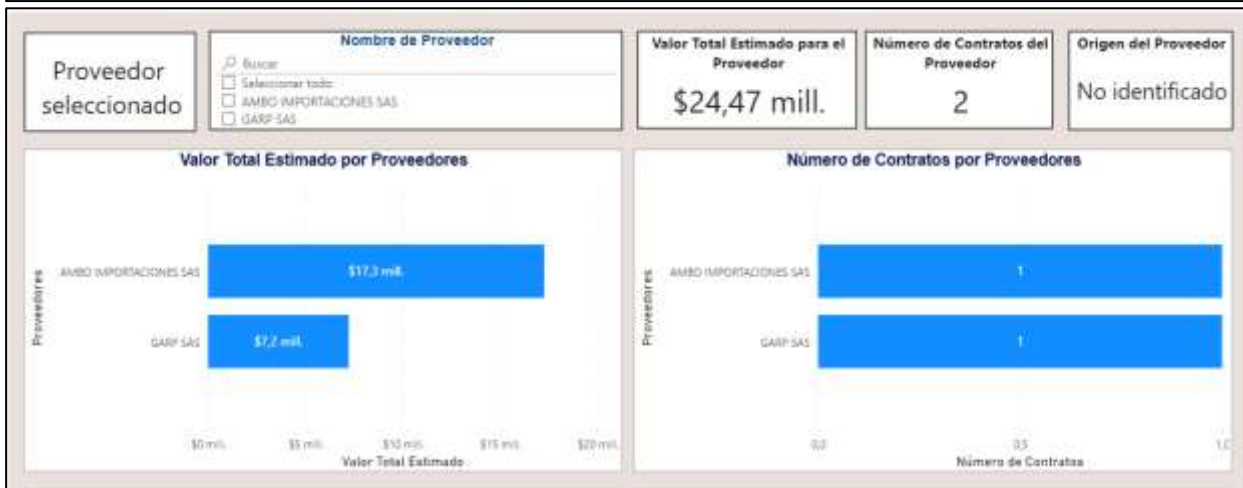 Proveedor
seleccionado
Nombre de Proveedor
Buscar
Seleccionar todo
AMBO IMPORTACIONES SAS
GARP SAS
Valor Total Estimado para el
Proveedor
$24,47 mill.
Número de Contratos del
Proveedor
2
Origen del Proveedor
No identificado
Valor Total Estimado por Proveedores
Proveedores
AMBO IMPORTACIONES SAS
$17,3 mill.
GARP SAS
$7,2 mill.
$0 mill.
$5 mill.
$10 mill.
$15 mill.
$20 mill.
Valor Total Estimado
Número de Contratos por Proveedores
Proveedores
AMBO IMPORTACIONES SAS
1
GARP SAS
1
0,0
0,5
1,0
Número de Contratos